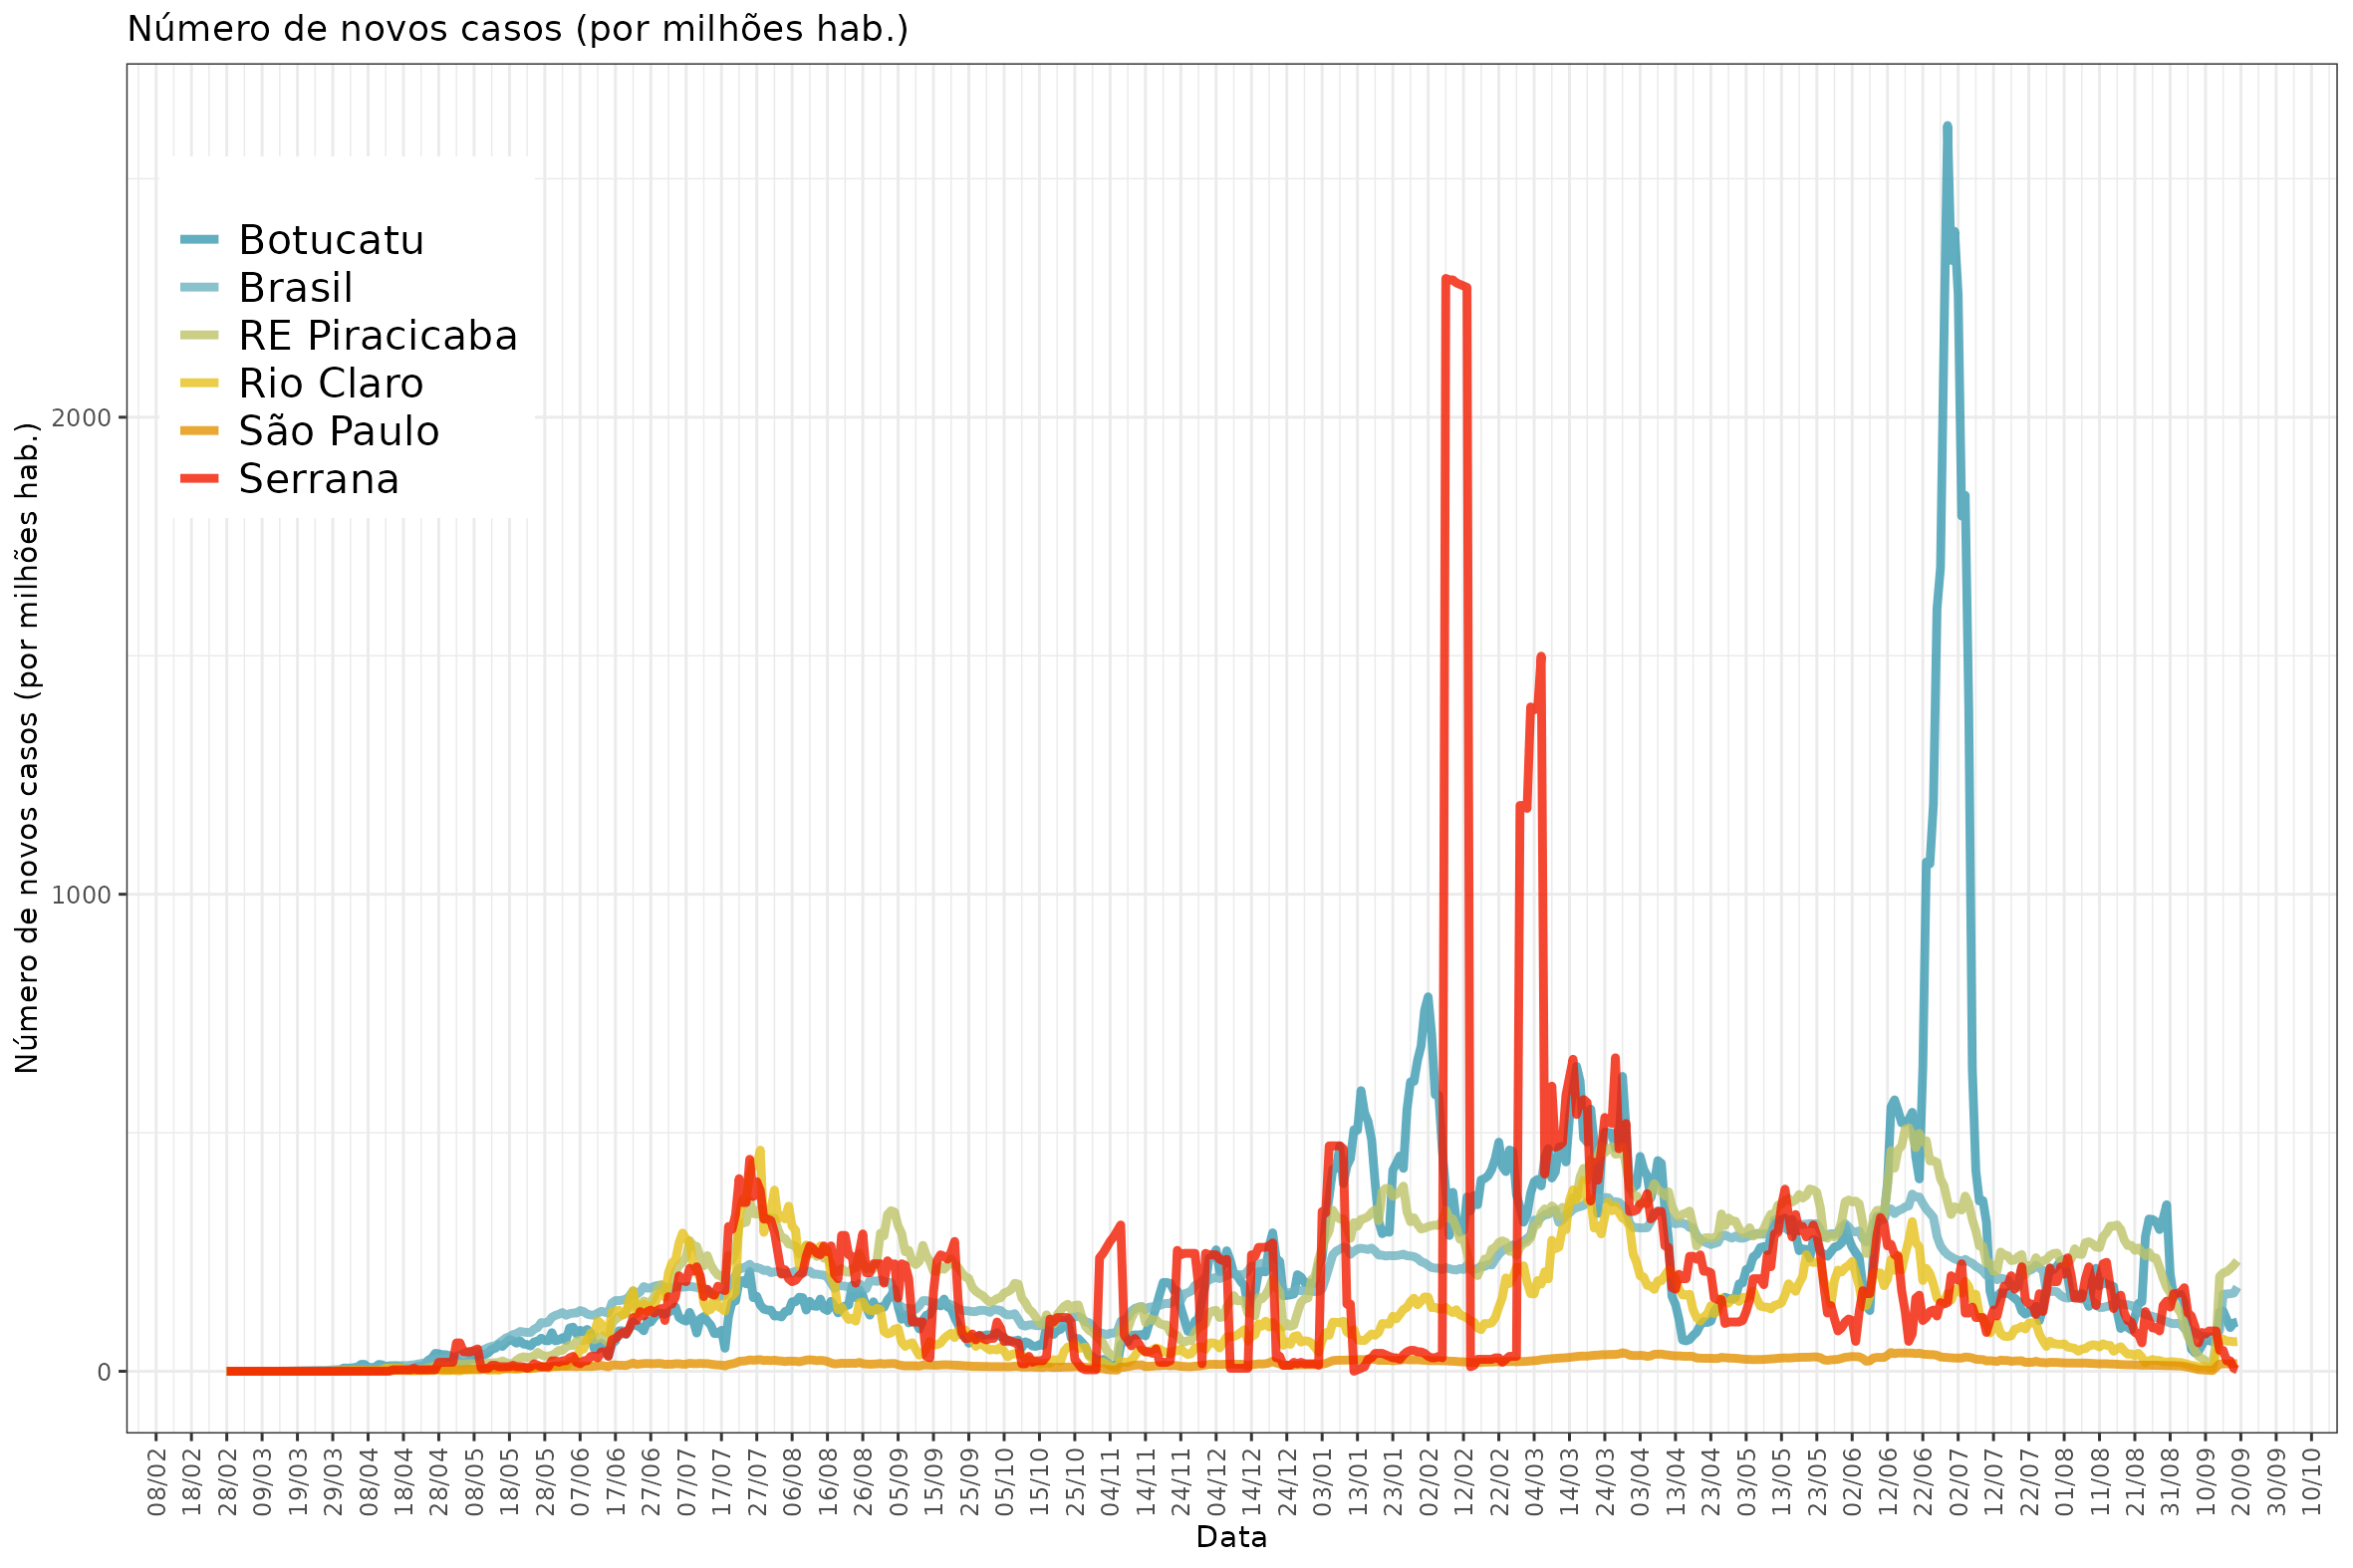 Número de novos casos (por milhões hab.)
Número de novos casos (por milhões hab.)
2000
1000
0
Botucatu
Brasil
RE Piracicaba
Rio Claro
São Paulo
Serrana
08/02 18/02 28/02 09/03 19/03 29/03 08/04 18/04 28/04 08/05 18/05 28/05 07/06 17/06 27/06 07/07 17/07 27/07 06/08 16/08 26/08 05/09 15/09 25/09 05/10 15/10 25/10 04/11 14/11 24/11 04/12 14/12 24/12 03/01 13/01 23/01 02/02 12/02 22/02 04/03 14/03 24/03 03/04 13/04 23/04 03/05 13/05 23/05 02/06 12/06 22/06 02/07 12/07 22/07 01/08 11/08 21/08 31/08 10/09 20/09 30/09 10/10
Data